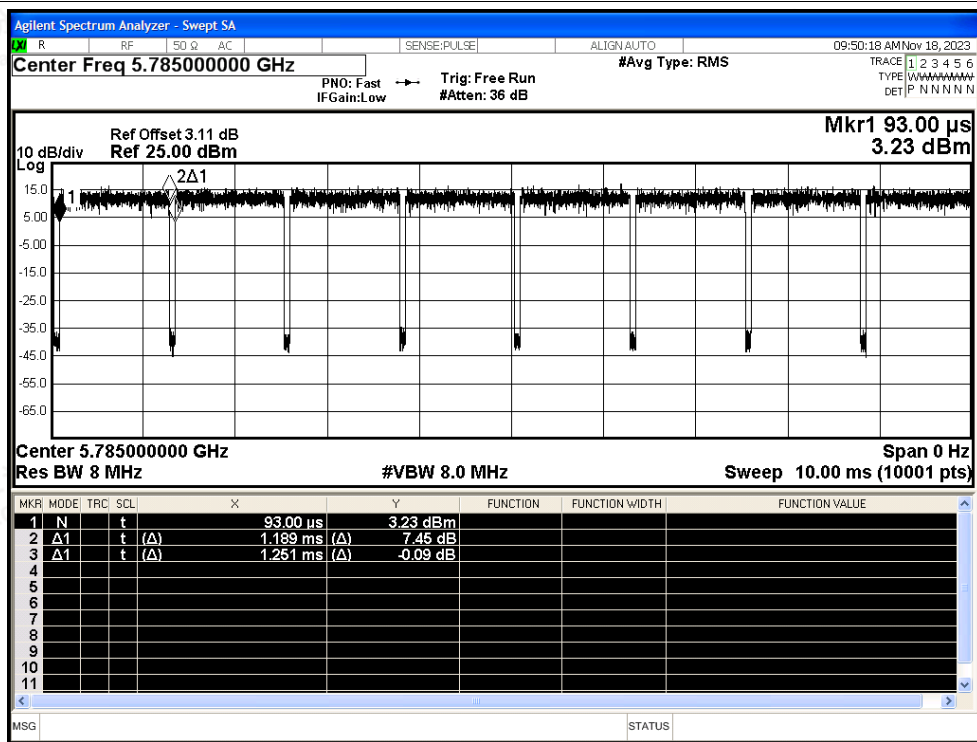 Agilent Spectrum Analyzer - Swept SA
LXI R RF 50 Ω AC SENSE:PULSE ALIGN AUTO 09:50:18 AM Nov 18, 2023
Center Freq 5.785000000 GHz #Avg Type: RMS TRACE 1 2 3 4 5 6
PNO: Fast Trig: Free Run TYPE
IFGain:Low #Atten: 36 dB DET P N N N N N
Mkr1 93.00 µs
Ref Offset 3.11 dB
10 dB/div Ref 25.00 dBm 3.23 dBm
Log
2Δ1
15.0
1
5.00
-5.00
-15.0
-25.0
-35.0
-45.0
-55.0
-65.0
Center 5.785000000 GHz Span 0 Hz
Res BW 8 MHz #VBW 8.0 MHz Sweep 10.00 ms (10001 pts)
MKR MODE TRC SCL X Y FUNCTION FUNCTION WIDTH FUNCTION VALUE
1 N t 93.00 µs 3.23 dBm
2 Δ1 t (Δ) 1.189 ms (Δ) 7.45 dB
3 Δ1 t (Δ) 1.251 ms (Δ) -0.09 dB
4
5
6
7
8
9
10
11
MSG STATUS